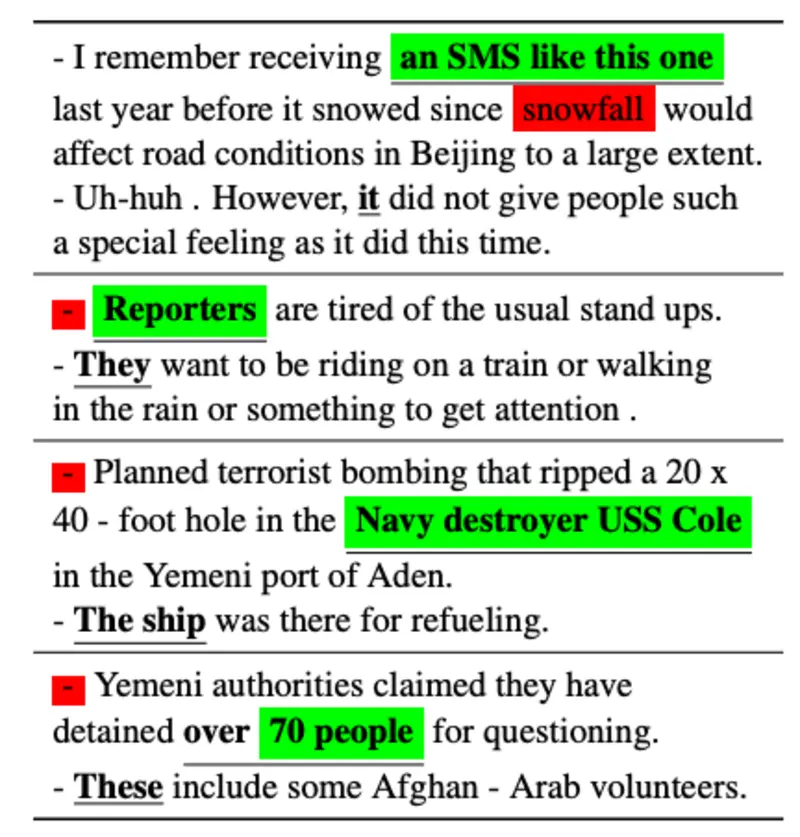 - I remember receiving an SMS like this one
last year before it snowed since snowfall would
affect road conditions in Beijing to a large extent.
- Uh-huh . However, it did not give people such
a special feeling as it did this time.
- Reporters are tired of the usual stand ups.
- They want to be riding on a train or walking
in the rain or something to get attention .
- Planned terrorist bombing that ripped a 20 x
40 - foot hole in the Navy destroyer USS Cole
in the Yemeni port of Aden.
- The ship was there for refueling.
- Yemeni authorities claimed they have
detained over 70 people for questioning.
- These include some Afghan - Arab volunteers.